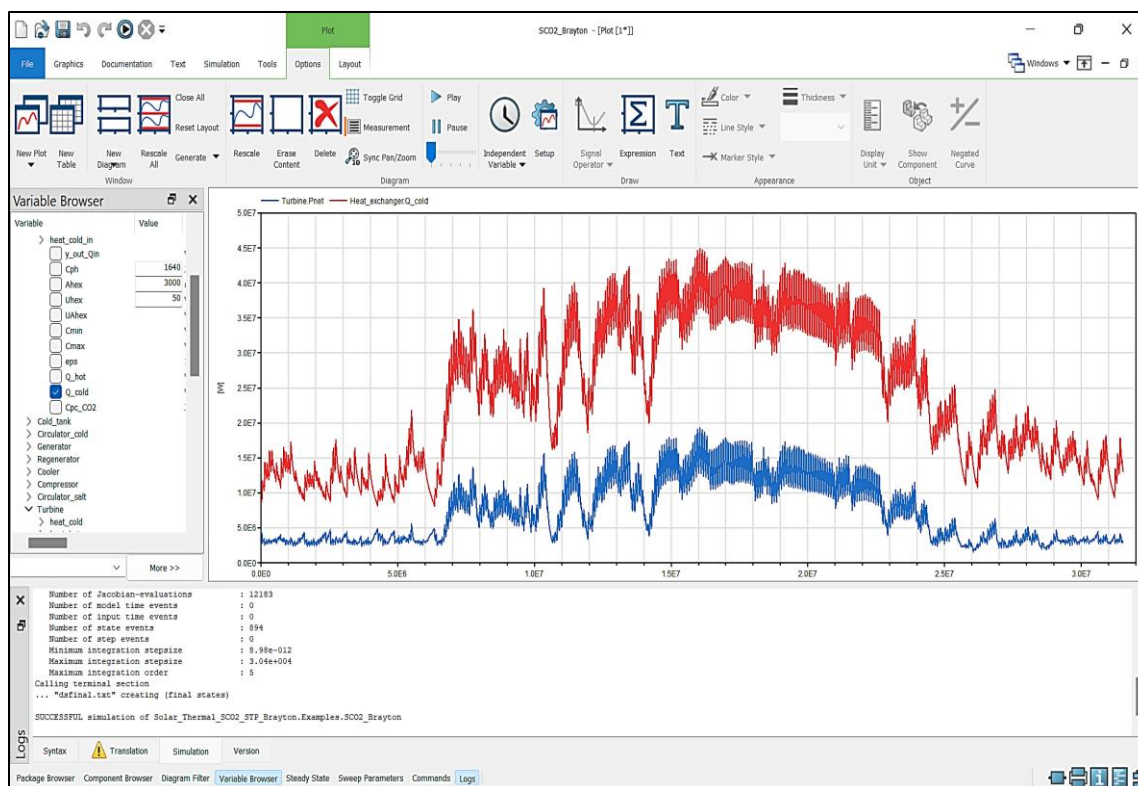 Plot
SCO2_Brayton - [Plot [1*]]
File Graphics Documentation Text Simulation Tools Options Layout
Windows
New Plot
New Table
New Diagram
Rescale All
Close All
Reset Layout
Generate
Window
Rescale
Erase Content
Delete
Toggle Grid
Measurement
Sync Pan/Zoom
Play
Pause
Diagram
Independent Variable
Setup
Signal Operator
Expression
Text
Draw
Color
Line Style
Marker Style
Thickness
Appearance
Display Unit
Show Component
Negated Curve
Object
Variable Browser
Variable Value
heat_cold_in
y_out_Qin
Cph 1640
Ahex 3000
Uhex 50
UAhex
Cmin
Cmax
eps
Q_hot
Q_cold
Cpc_CO2
Cold_tank
Circulator_cold
Generator
Regenerator
Cooler
Compressor
Circulator_salt
Turbine
heat_cold
More >>
Turbine.Pnet Heat_exchanger.Q_cold
5.0E7
4.5E7
4.0E7
3.5E7
3.0E7
2.5E7
2.0E7
1.5E7
1.0E7
5.0E6
0.0E0
[W]
0.0E0 5.0E6 1.0E7 1.5E7 2.0E7 2.5E7 3.0E7
Number of Jacobian-evaluations : 12183
Number of model time events : 0
Number of input time events : 0
Number of state events : 894
Number of step events : 0
Minimum integration stepsize : 8.98e-012
Maximum integration stepsize : 3.04e+004
Maximum integration order : 5
Calling terminal section
... "dsfinal.txt" creating (final states)
SUCCESSFUL simulation of Solar_Thermal_SCO2_STP_Brayton.Examples.SCO2_Brayton
Logs
Syntax Translation Simulation Version
Package Browser Component Browser Diagram Filter Variable Browser Steady State Sweep Parameters Commands Logs